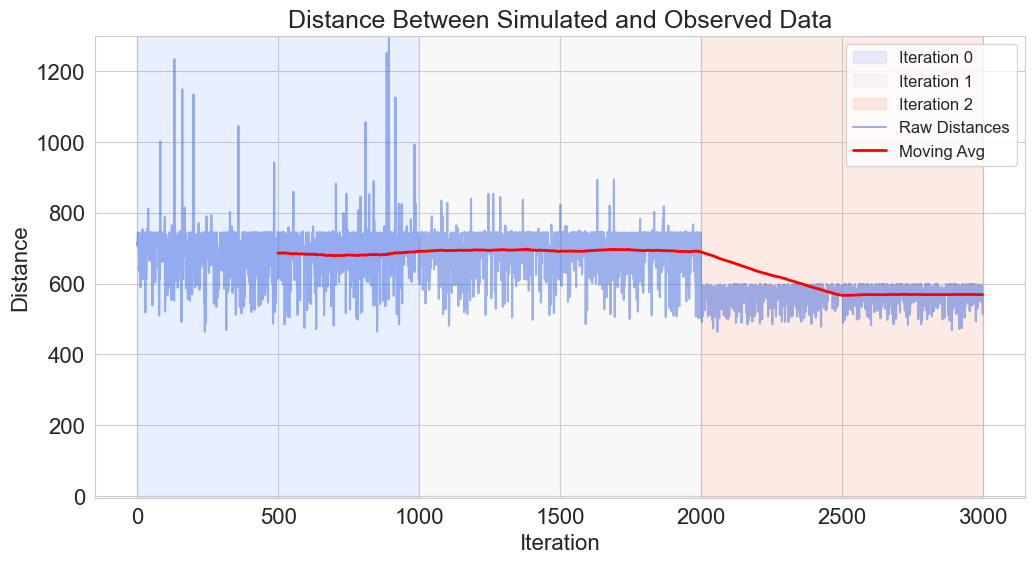 Distance Between Simulated and Observed Data
Distance
1200
1000
800
600
400
200
0
0 500 1000 1500 2000 2500 3000
Iteration
Iteration 0
Iteration 1
Iteration 2
Raw Distances
Moving Avg